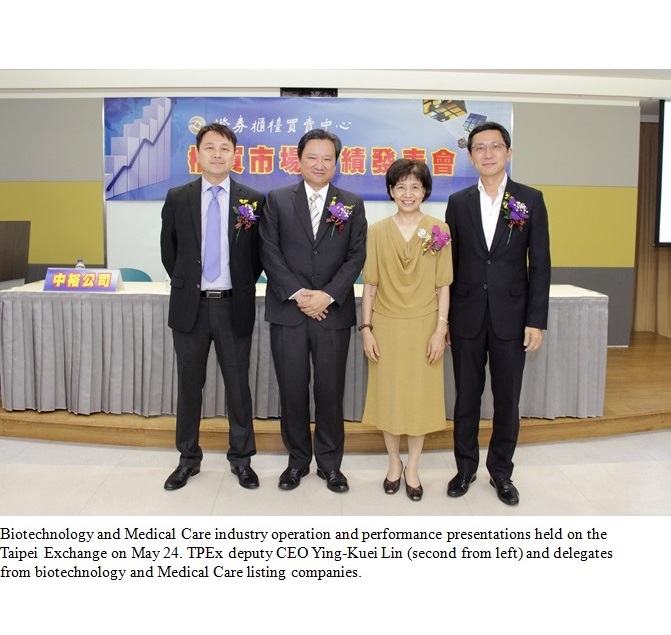 證券櫃檯買賣中心
櫃買市場 績發表會
中裕公司
Biotechnology and Medical Care industry operation and performance presentations held on the
Taipei Exchange on May 24. TPEx deputy CEO Ying-Kuei Lin (second from left) and delegates
from biotechnology and Medical Care listing companies.